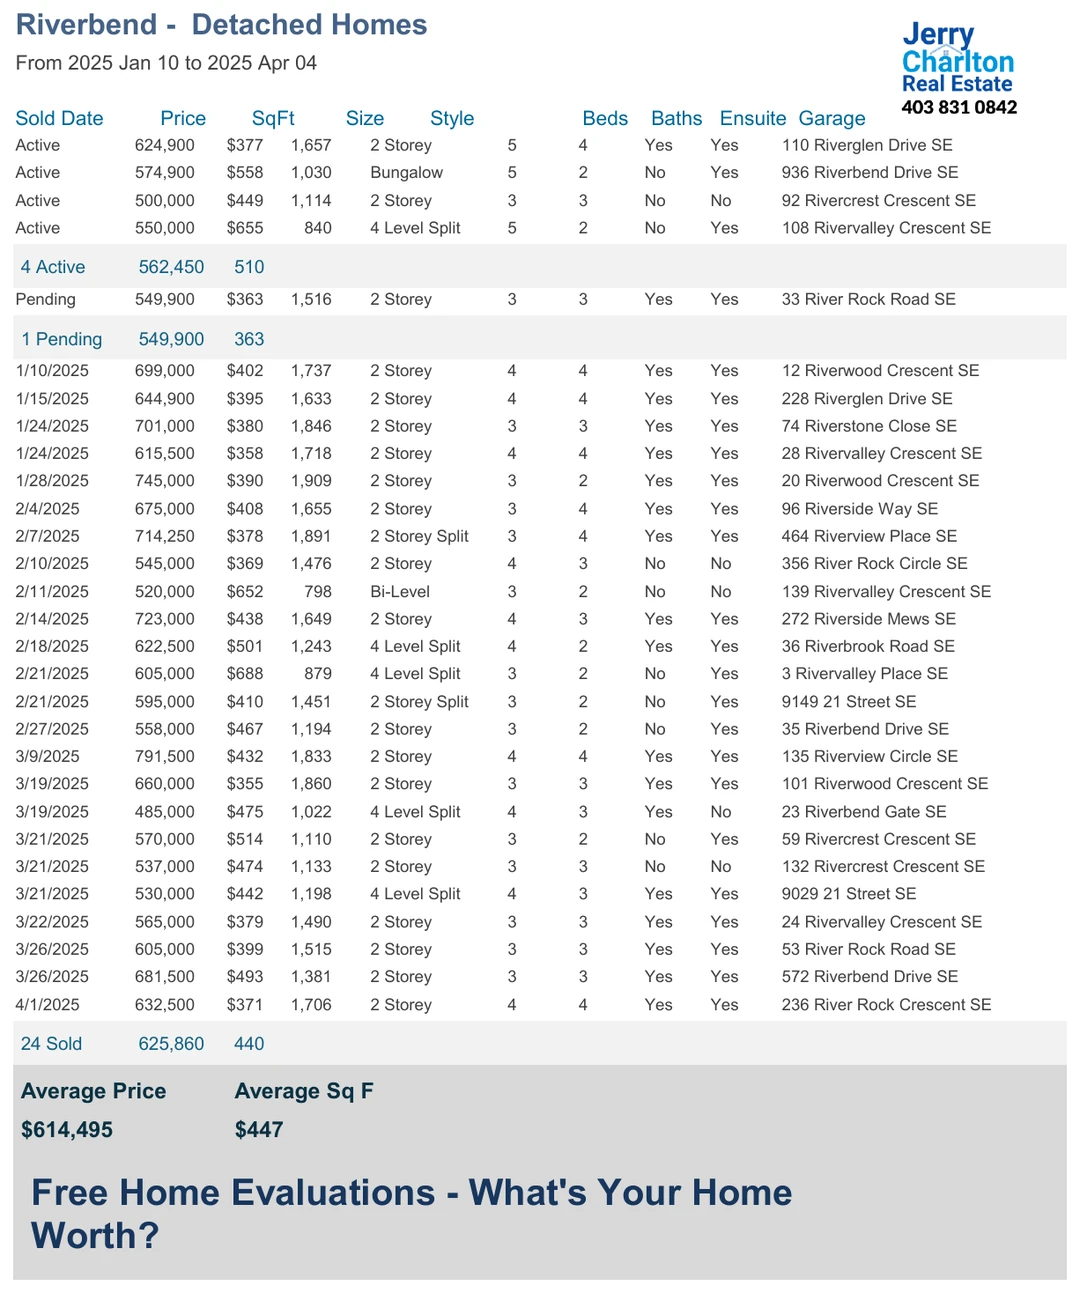 Riverbend - Detached Homes
From 2025 Jan 10 to 2025 Apr 04
Jerry
Charlton
Real Estate
403 831 0842
Sold Date Price SqFt Size Style Beds Baths Ensuite Garage
Active 624,900 $377 1,657 2 Storey 5 4 Yes Yes 110 Riverglen Drive SE
Active 574,900 $558 1,030 Bungalow 5 2 No Yes 936 Riverbend Drive SE
Active 500,000 $449 1,114 2 Storey 3 3 No No 92 Rivercrest Crescent SE
Active 550,000 $655 840 4 Level Split 5 2 No Yes 108 Rivervalley Crescent SE
4 Active 562,450 510
Pending 549,900 $363 1,516 2 Storey 3 3 Yes Yes 33 River Rock Road SE
1 Pending 549,900 363
1/10/2025 699,000 $402 1,737 2 Storey 4 4 Yes Yes 12 Riverwood Crescent SE
1/15/2025 644,900 $395 1,633 2 Storey 4 4 Yes Yes 228 Riverglen Drive SE
1/24/2025 701,000 $380 1,846 2 Storey 3 3 Yes Yes 74 Riverstone Close SE
1/24/2025 615,500 $358 1,718 2 Storey 4 4 Yes Yes 28 Rivervalley Crescent SE
1/28/2025 745,000 $390 1,909 2 Storey 3 2 Yes Yes 20 Riverwood Crescent SE
2/4/2025 675,000 $408 1,655 2 Storey 3 4 Yes Yes 96 Riverside Way SE
2/7/2025 714,250 $378 1,891 2 Storey Split 3 4 Yes Yes 464 Riverview Place SE
2/10/2025 545,000 $369 1,476 2 Storey 4 3 No No 356 River Rock Circle SE
2/11/2025 520,000 $652 798 Bi-Level 3 2 No No 139 Rivervalley Crescent SE
2/14/2025 723,000 $438 1,649 2 Storey 4 3 Yes Yes 272 Riverside Mews SE
2/18/2025 622,500 $501 1,243 4 Level Split 4 2 Yes Yes 36 Riverbrook Road SE
2/21/2025 605,000 $688 879 4 Level Split 3 2 No Yes 3 Rivervalley Place SE
2/21/2025 595,000 $410 1,451 2 Storey Split 3 2 No Yes 9149 21 Street SE
2/27/2025 558,000 $467 1,194 2 Storey 3 2 No Yes 35 Riverbend Drive SE
3/9/2025 791,500 $432 1,833 2 Storey 4 4 Yes Yes 135 Riverview Circle SE
3/19/2025 660,000 $355 1,860 2 Storey 3 3 Yes Yes 101 Riverwood Crescent SE
3/19/2025 485,000 $475 1,022 4 Level Split 4 3 Yes No 23 Riverbend Gate SE
3/21/2025 570,000 $514 1,110 2 Storey 3 2 No Yes 59 Rivercrest Crescent SE
3/21/2025 537,000 $474 1,133 2 Storey 3 3 No No 132 Rivercrest Crescent SE
3/21/2025 530,000 $442 1,198 4 Level Split 4 3 Yes Yes 9029 21 Street SE
3/22/2025 565,000 $379 1,490 2 Storey 3 3 Yes Yes 24 Rivervalley Crescent SE
3/26/2025 605,000 $399 1,515 2 Storey 3 3 Yes Yes 53 River Rock Road SE
3/26/2025 681,500 $493 1,381 2 Storey 3 3 Yes Yes 572 Riverbend Drive SE
4/1/2025 632,500 $371 1,706 2 Storey 4 4 Yes Yes 236 River Rock Crescent SE
24 Sold 625,860 440
Average Price Average Sq F
$614,495 $447
Free Home Evaluations - What's Your Home
Worth?